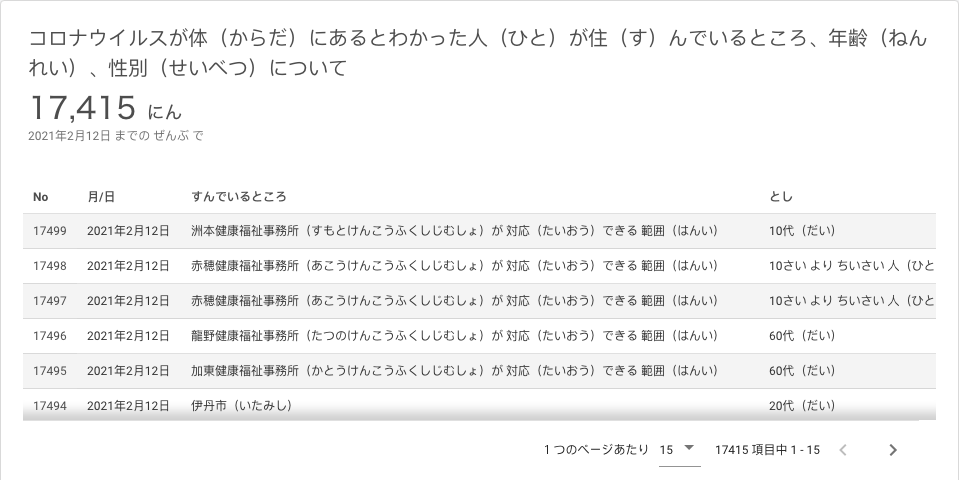 コロナウイルスが体（からだ）にあるとわかった人（ひと）が住（す）んでいるところ、年齢（ねん
れい）、性別（せいべつ）について
17,415 にん
2021年2月12日 までの ぜんぶ で
No 月/日 すんでいるところ とし
17499 2021年2月12日 洲本健康福祉事務所（すもとけんこうふくしじむしょ）が 対応（たいおう）できる 範囲（はんい） 10代（だい）
17498 2021年2月12日 赤穂健康福祉事務所（あこうけんこうふくしじむしょ）が 対応（たいおう）できる 範囲（はんい） 10さい より ちいさい 人（ひと
17497 2021年2月12日 赤穂健康福祉事務所（あこうけんこうふくしじむしょ）が 対応（たいおう）できる 範囲（はんい） 10さい より ちいさい 人（ひと
17496 2021年2月12日 龍野健康福祉事務所（たつのけんこうふくしじむしょ）が 対応（たいおう）できる 範囲（はんい） 60代（だい）
17495 2021年2月12日 加東健康福祉事務所（かとうけんこうふくしじむしょ）が 対応（たいおう）できる 範囲（はんい） 60代（だい）
17494 2021年2月12日 伊丹市（いたみし） 20代（だい）
1 つのページあたり 15 17415 項目中 1 - 15